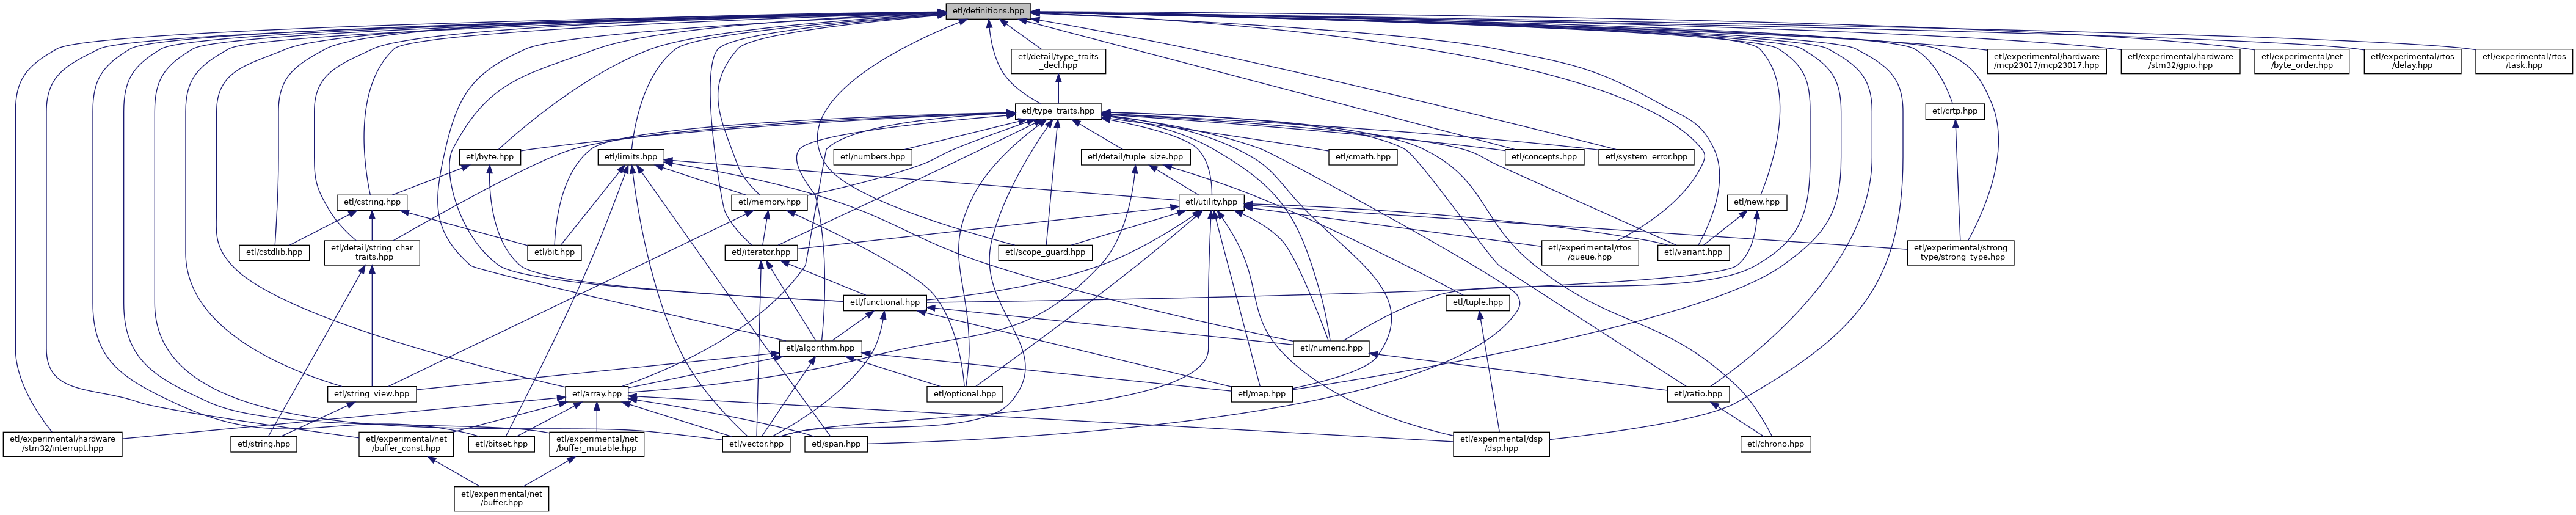 etl/definitions.hpp
etl/detail/type_traits
_decl.hpp
etl/experimental/hardware
/mcp23017/mcp23017.hpp
etl/experimental/hardware
/stm32/gpio.hpp
etl/experimental/net
/byte_order.hpp
etl/experimental/rtos
/delay.hpp
etl/experimental/rtos
/task.hpp
etl/type_traits.hpp
etl/crtp.hpp
etl/byte.hpp
etl/limits.hpp
etl/numbers.hpp
etl/detail/tuple_size.hpp
etl/cmath.hpp
etl/concepts.hpp
etl/system_error.hpp
etl/cstring.hpp
etl/memory.hpp
etl/utility.hpp
etl/new.hpp
etl/cstdlib.hpp
etl/detail/string_char
_traits.hpp
etl/bit.hpp
etl/iterator.hpp
etl/scope_guard.hpp
etl/experimental/rtos
/queue.hpp
etl/variant.hpp
etl/experimental/strong
_type/strong_type.hpp
etl/functional.hpp
etl/tuple.hpp
etl/algorithm.hpp
etl/numeric.hpp
etl/string_view.hpp
etl/array.hpp
etl/optional.hpp
etl/map.hpp
etl/ratio.hpp
etl/experimental/hardware
/stm32/interrupt.hpp
etl/string.hpp
etl/experimental/net
/buffer_const.hpp
etl/bitset.hpp
etl/experimental/net
/buffer_mutable.hpp
etl/vector.hpp
etl/span.hpp
etl/experimental/dsp
/dsp.hpp
etl/chrono.hpp
etl/experimental/net
/buffer.hpp